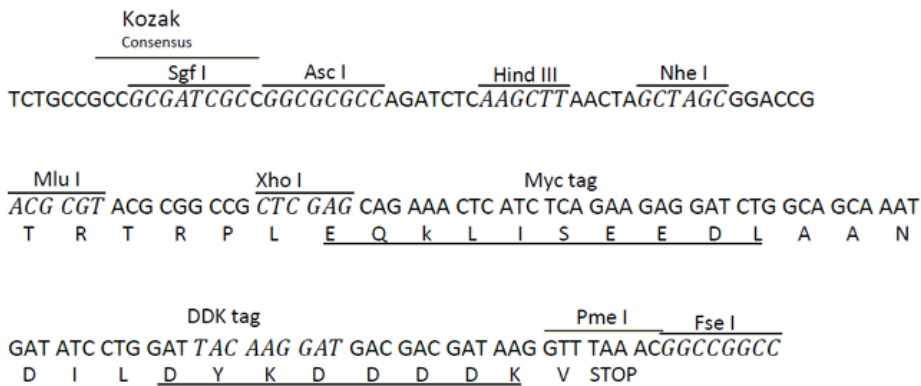 Kozak
Consensus
Sgf I Asc I Hind III Nhe I
TCTGCCGCCGCGATCGCCGGCGCGCCAGATCTCAAGCTTAACTAGCTAGCGGACCG
Mlu I Xho I Myc tag
ACG CGT ACG CGG CCG CTC GAG CAG AAA CTC ATC TCA GAA GAG GAT CTG GCA GCA AAT
T R T R P L E Q k L I S E E D L A A N
DDK tag Pme I Fse I
GAT ATC CTG GAT TAC AAG GAT GAC GAC GAT AAG GTT TAA ACGGCCGGCC
D I L D Y K D D D D K V STOP